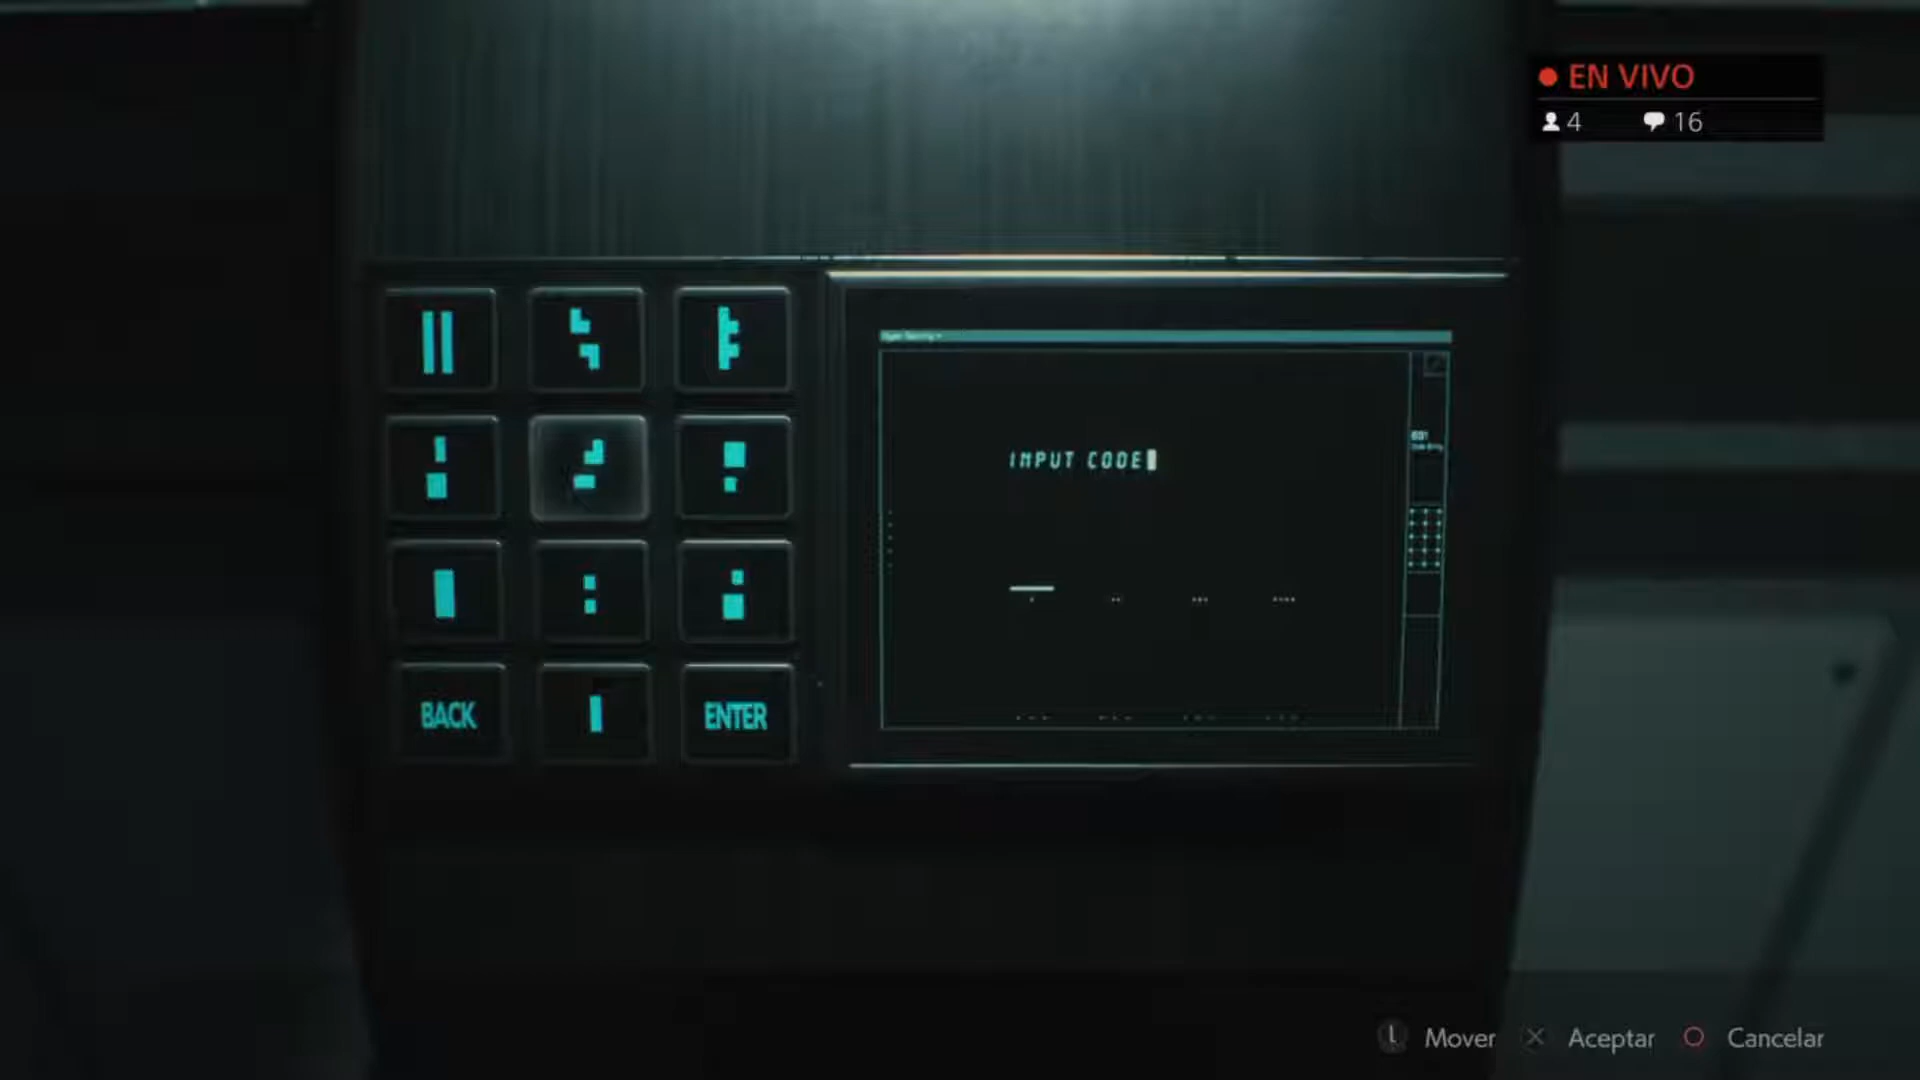 EN VIVO
4 16
INPUT CODE
BACK ENTER
Mover Aceptar Cancelar